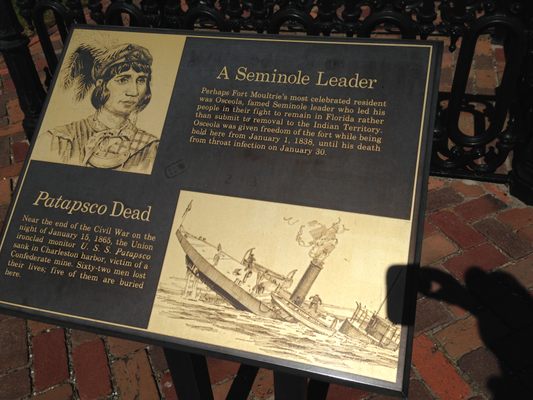 A Seminole Leader
Perhaps Fort Moultrie's most celebrated resident
was Osceola, famed Seminole leader who led his
people in their fight to remain in Florida rather
than submit to removal to the Indian Territory.
Osceola was given freedom of the fort while being
held here from January 1, 1838, until his death
from throat infection on January 30.
Patapsco Dead
Near the end of the Civil War on the
night of January 15, 1865, the Union
ironclad monitor U. S. S. Patapsco
sank in Charleston harbor, victim of a
Confederate mine. Sixty-two men lost
their lives; five of them are buried
here.